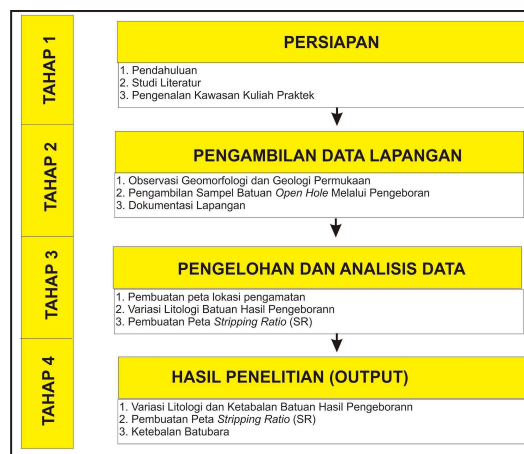 TAHAP 1
PERSIAPAN
1. Pendahuluan
2. Studi Literatur
3. Pengenalan Kawasan Kuliah Praktek
TAHAP 2
PENGAMBILAN DATA LAPANGAN
1. Observasi Geomorfologi dan Geologi Permukaan
2. Pengambilan Sampel Batuan Open Hole Melalui Pengeboran
3. Dokumentasi Lapangan
TAHAP 3
PENGELOHAN DAN ANALISIS DATA
1. Pembuatan peta lokasi pengamatan
2. Variasi Litologi Batuan Hasil Pengeborann
3. Pembuatan Peta Stripping Ratio (SR)
TAHAP 4
HASIL PENELITIAN (OUTPUT)
1. Variasi Litologi dan Ketabalan Batuan Hasil Pengeborann
2. Pembuatan Peta Stripping Ratio (SR)
3. Ketebalan Batubara